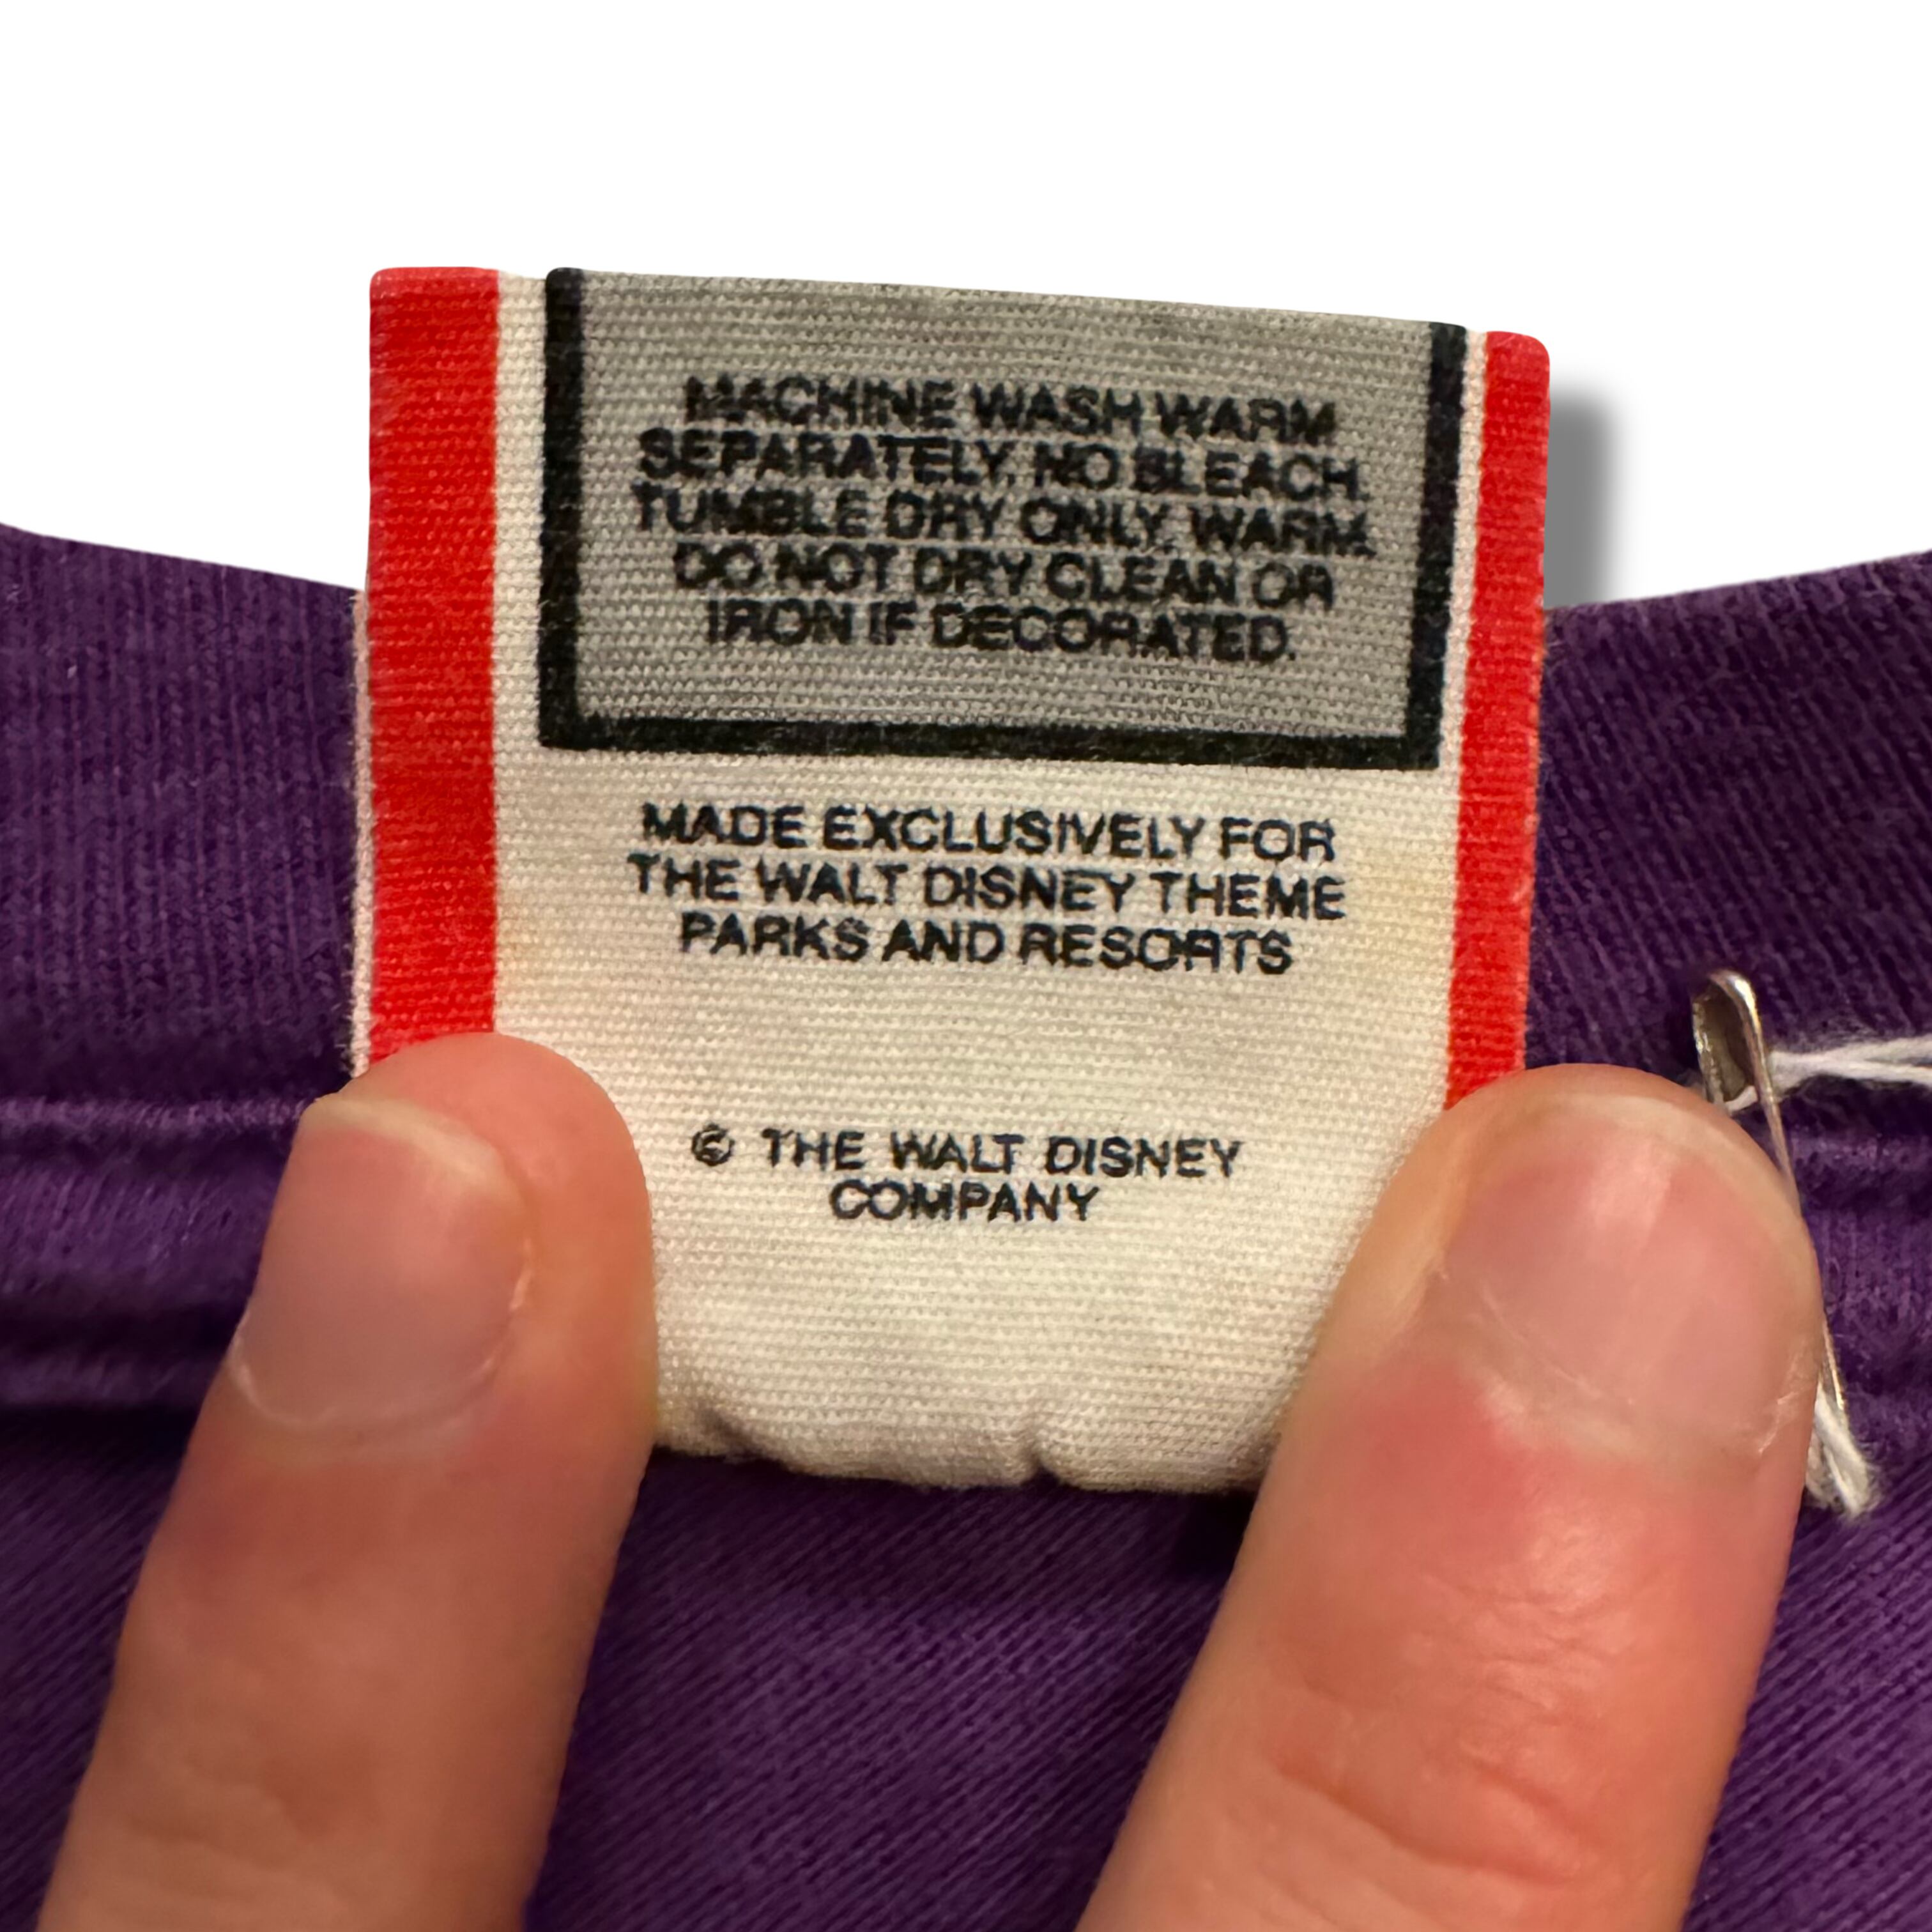 MACHINE WASH WARM
SEPARATELY. NO BLEACH.
TUMBLE DRY ONLY. WARM.
DO NOT DRY CLEAN OR
IRON IF DECORATED.
MADE EXCLUSIVELY FOR
THE WALT DISNEY THEME
PARKS AND RESORTS
© THE WALT DISNEY
COMPANY